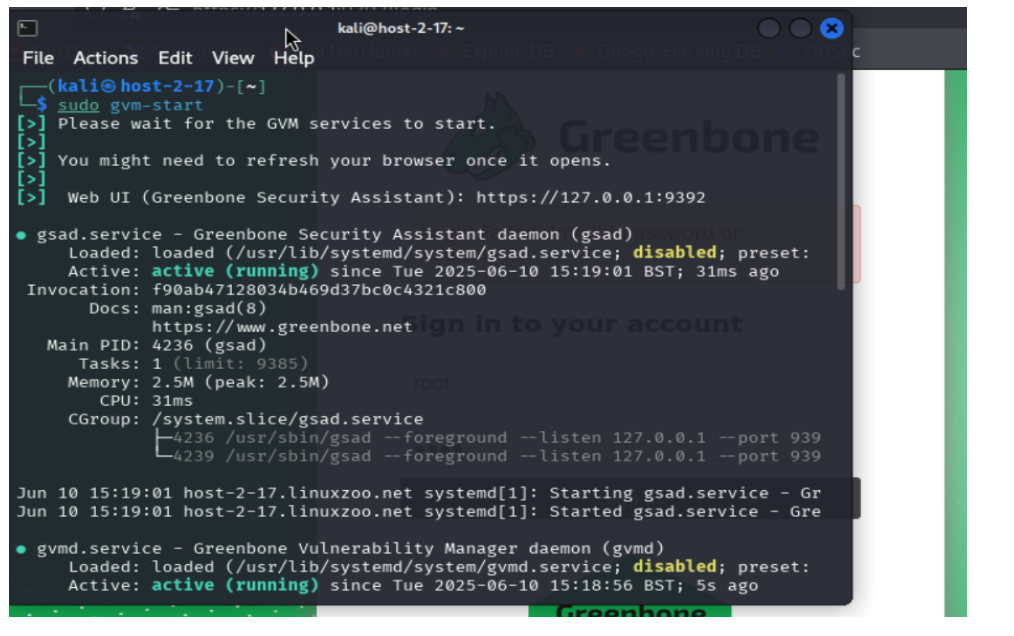 kali@host-2-17: ~
File Actions Edit View Help
┌──(kali㉿host-2-17)-[~]
└─$ sudo gvm-start
[>] Please wait for the GVM services to start.
[>]
[>] You might need to refresh your browser once it opens.
[>]
[>]  Web UI (Greenbone Security Assistant): https://127.0.0.1:9392
● gsad.service - Greenbone Security Assistant daemon (gsad)
Loaded: loaded (/usr/lib/systemd/system/gsad.service; disabled; preset:
Active: active (running) since Tue 2025-06-10 15:19:01 BST; 31ms ago
Invocation: f90ab47128034b469d37bc0c4321c800
Docs: man:gsad(8)
https://www.greenbone.net
Main PID: 4236 (gsad)
Tasks: 1 (limit: 9385)
Memory: 2.5M (peak: 2.5M)
CPU: 31ms
CGroup: /system.slice/gsad.service
├─4236 /usr/sbin/gsad --foreground --listen 127.0.0.1 --port 939
└─4239 /usr/sbin/gsad --foreground --listen 127.0.0.1 --port 939
Jun 10 15:19:01 host-2-17.linuxzoo.net systemd[1]: Starting gsad.service - Gr
Jun 10 15:19:01 host-2-17.linuxzoo.net systemd[1]: Started gsad.service - Gre
● gvmd.service - Greenbone Vulnerability Manager daemon (gvmd)
Loaded: loaded (/usr/lib/systemd/system/gvmd.service; disabled; preset:
Active: active (running) since Tue 2025-06-10 15:18:56 BST; 5s ago
NetHunter Exploit-DB Google Hacking DB OffSec
Greenbone
password or
Sign in to your account
root
Greenbone